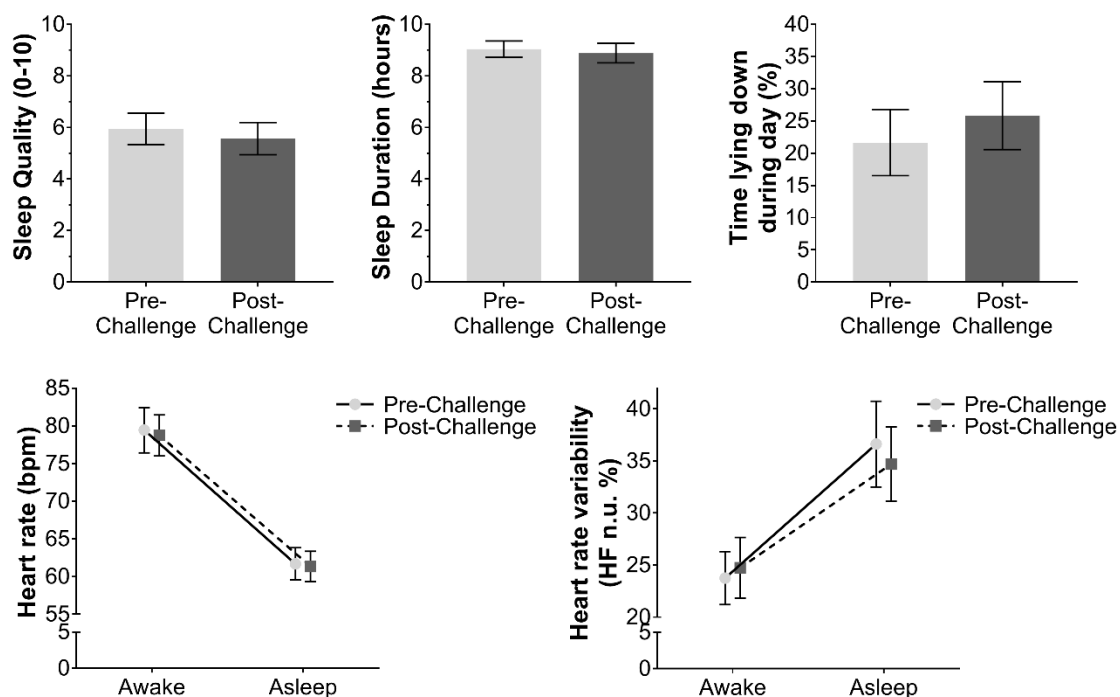 Sleep Quality (0-10)
10
8
6
4
2
0
Pre-
Challenge
Post-
Challenge
Sleep Duration (hours)
10
8
6
4
2
0
Pre-
Challenge
Post-
Challenge
Time lying down
during day (%)
40
35
30
25
20
15
10
5
0
Pre-
Challenge
Post-
Challenge
Heart rate (bpm)
85
80
75
70
65
60
55
5
0
Awake
Asleep
Pre-Challenge
Post-Challenge
Heart rate variability
(HF n.u. %)
40
35
30
25
20
5
0
Awake
Asleep
Pre-Challenge
Post-Challenge